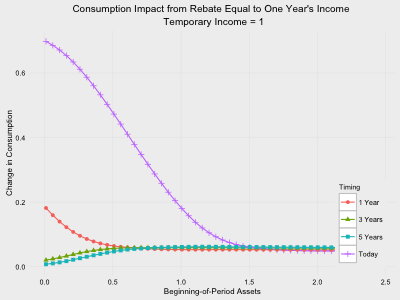 Consumption Impact from Rebate Equal to One Year's Income
Temporary Income = 1
Change in Consumption
0.6
0.4
0.2
0.0
Timing
1 Year
3 Years
5 Years
Today
0.0 0.5 1.0 1.5 2.0 2.5
Beginning-of-Period Assets